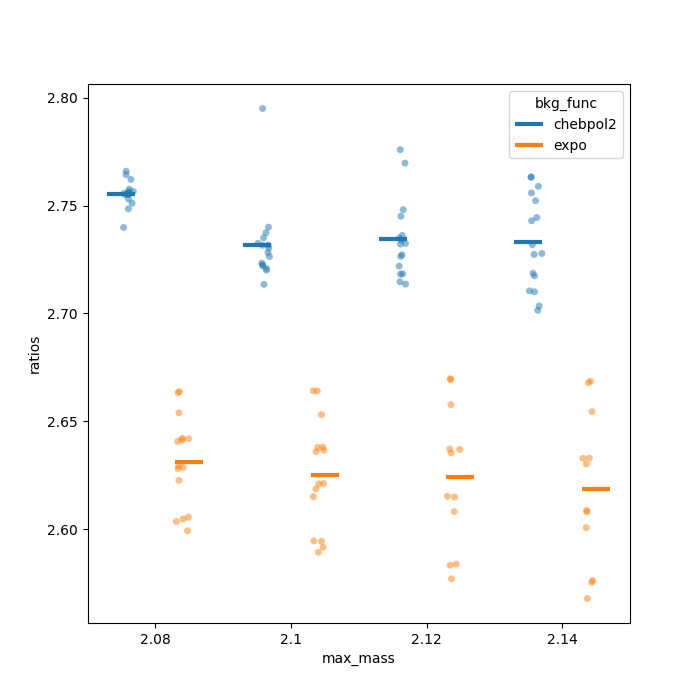 2.80
2.75
2.70
2.65
2.60
ratios
bkg_func
chebpol2
expo
2.08
2.1
2.12
2.14
max_mass